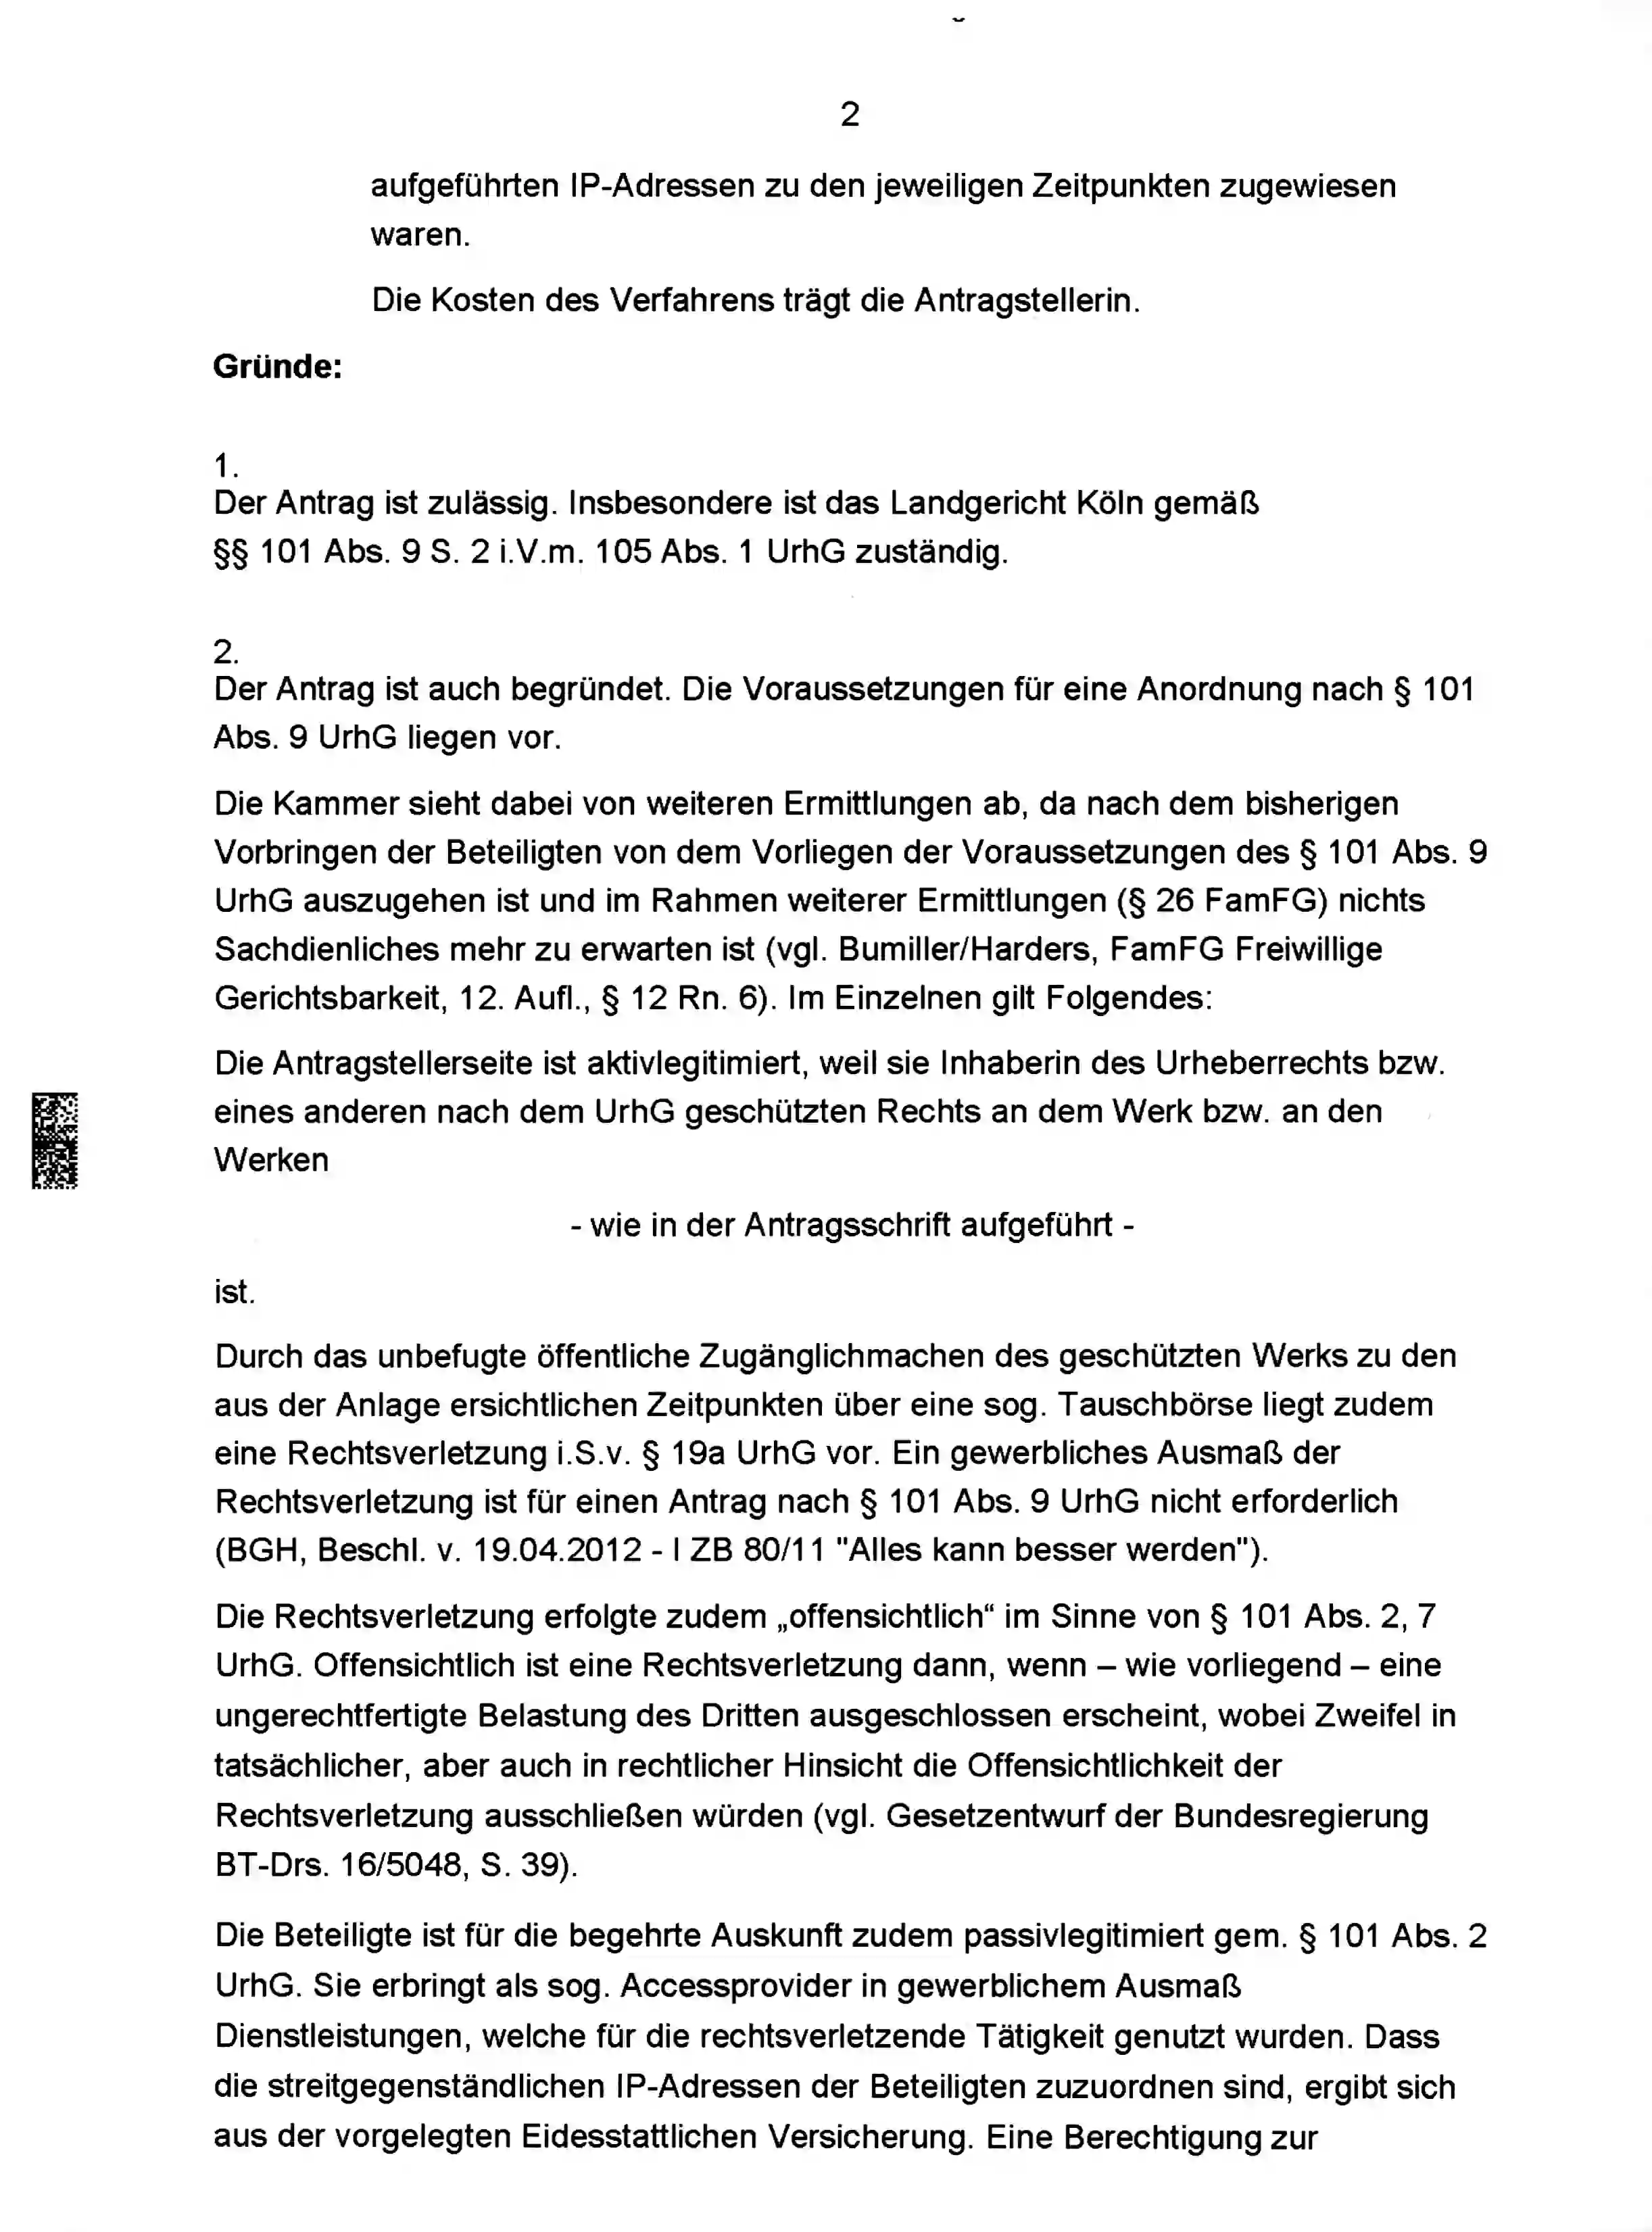 2
aufgeführten IP-Adressen zu den jeweiligen Zeitpunkten zugewiesen
waren.
Die Kosten des Verfahrens trägt die Antragstellerin.
Gründe:
1.
Der Antrag ist zulässig. Insbesondere ist das Landgericht Köln gemäß
§§ 101 Abs. 9 S. 2 i.V.m. 105 Abs. 1 UrhG zuständig.
2.
Der Antrag ist auch begründet. Die Voraussetzungen für eine Anordnung nach § 101
Abs. 9 UrhG liegen vor.
Die Kammer sieht dabei von weiteren Ermittlungen ab, da nach dem bisherigen
Vorbringen der Beteiligten von dem Vorliegen der Voraussetzungen des § 101 Abs. 9
UrhG auszugehen ist und im Rahmen weiterer Ermittlungen (§ 26 FamFG) nichts
Sachdienliches mehr zu erwarten ist (vgl. Bumiller/Harders, FamFG Freiwillige
Gerichtsbarkeit, 12. Aufl., § 12 Rn. 6). Im Einzelnen gilt Folgendes:
Die Antragstellerseite ist aktivlegitimiert, weil sie Inhaberin des Urheberrechts bzw.
eines anderen nach dem UrhG geschützten Rechts an dem Werk bzw. an den
Werken
- wie in der Antragsschrift aufgeführt -
ist.
Durch das unbefugte öffentliche Zugänglichmachen des geschützten Werks zu den
aus der Anlage ersichtlichen Zeitpunkten über eine sog. Tauschbörse liegt zudem
eine Rechtsverletzung i.S.v. § 19a UrhG vor. Ein gewerbliches Ausmaß der
Rechtsverletzung ist für einen Antrag nach § 101 Abs. 9 UrhG nicht erforderlich
(BGH, Beschl. v. 19.04.2012 - I ZB 80/11 "Alles kann besser werden").
Die Rechtsverletzung erfolgte zudem „offensichtlich“ im Sinne von § 101 Abs. 2, 7
UrhG. Offensichtlich ist eine Rechtsverletzung dann, wenn – wie vorliegend – eine
ungerechtfertigte Belastung des Dritten ausgeschlossen erscheint, wobei Zweifel in
tatsächlicher, aber auch in rechtlicher Hinsicht die Offensichtlichkeit der
Rechtsverletzung ausschließen würden (vgl. Gesetzentwurf der Bundesregierung
BT-Drs. 16/5048, S. 39).
Die Beteiligte ist für die begehrte Auskunft zudem passivlegitimiert gem. § 101 Abs. 2
UrhG. Sie erbringt als sog. Accessprovider in gewerblichem Ausmaß
Dienstleistungen, welche für die rechtsverletzende Tätigkeit genutzt wurden. Dass
die streitgegenständlichen IP-Adressen der Beteiligten zuzuordnen sind, ergibt sich
aus der vorgelegten Eidesstattlichen Versicherung. Eine Berechtigung zur